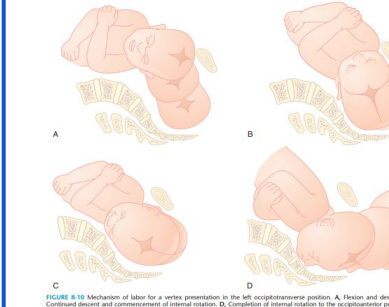 A
B
C
D
FIGURE 8-10 Mechanism of labor for a vertex presentation in the left occipitotransverse position. A, Flexion and
Continued descent and commencement of internal rotation. D, Completion of internal rotation to the occipitoanterior